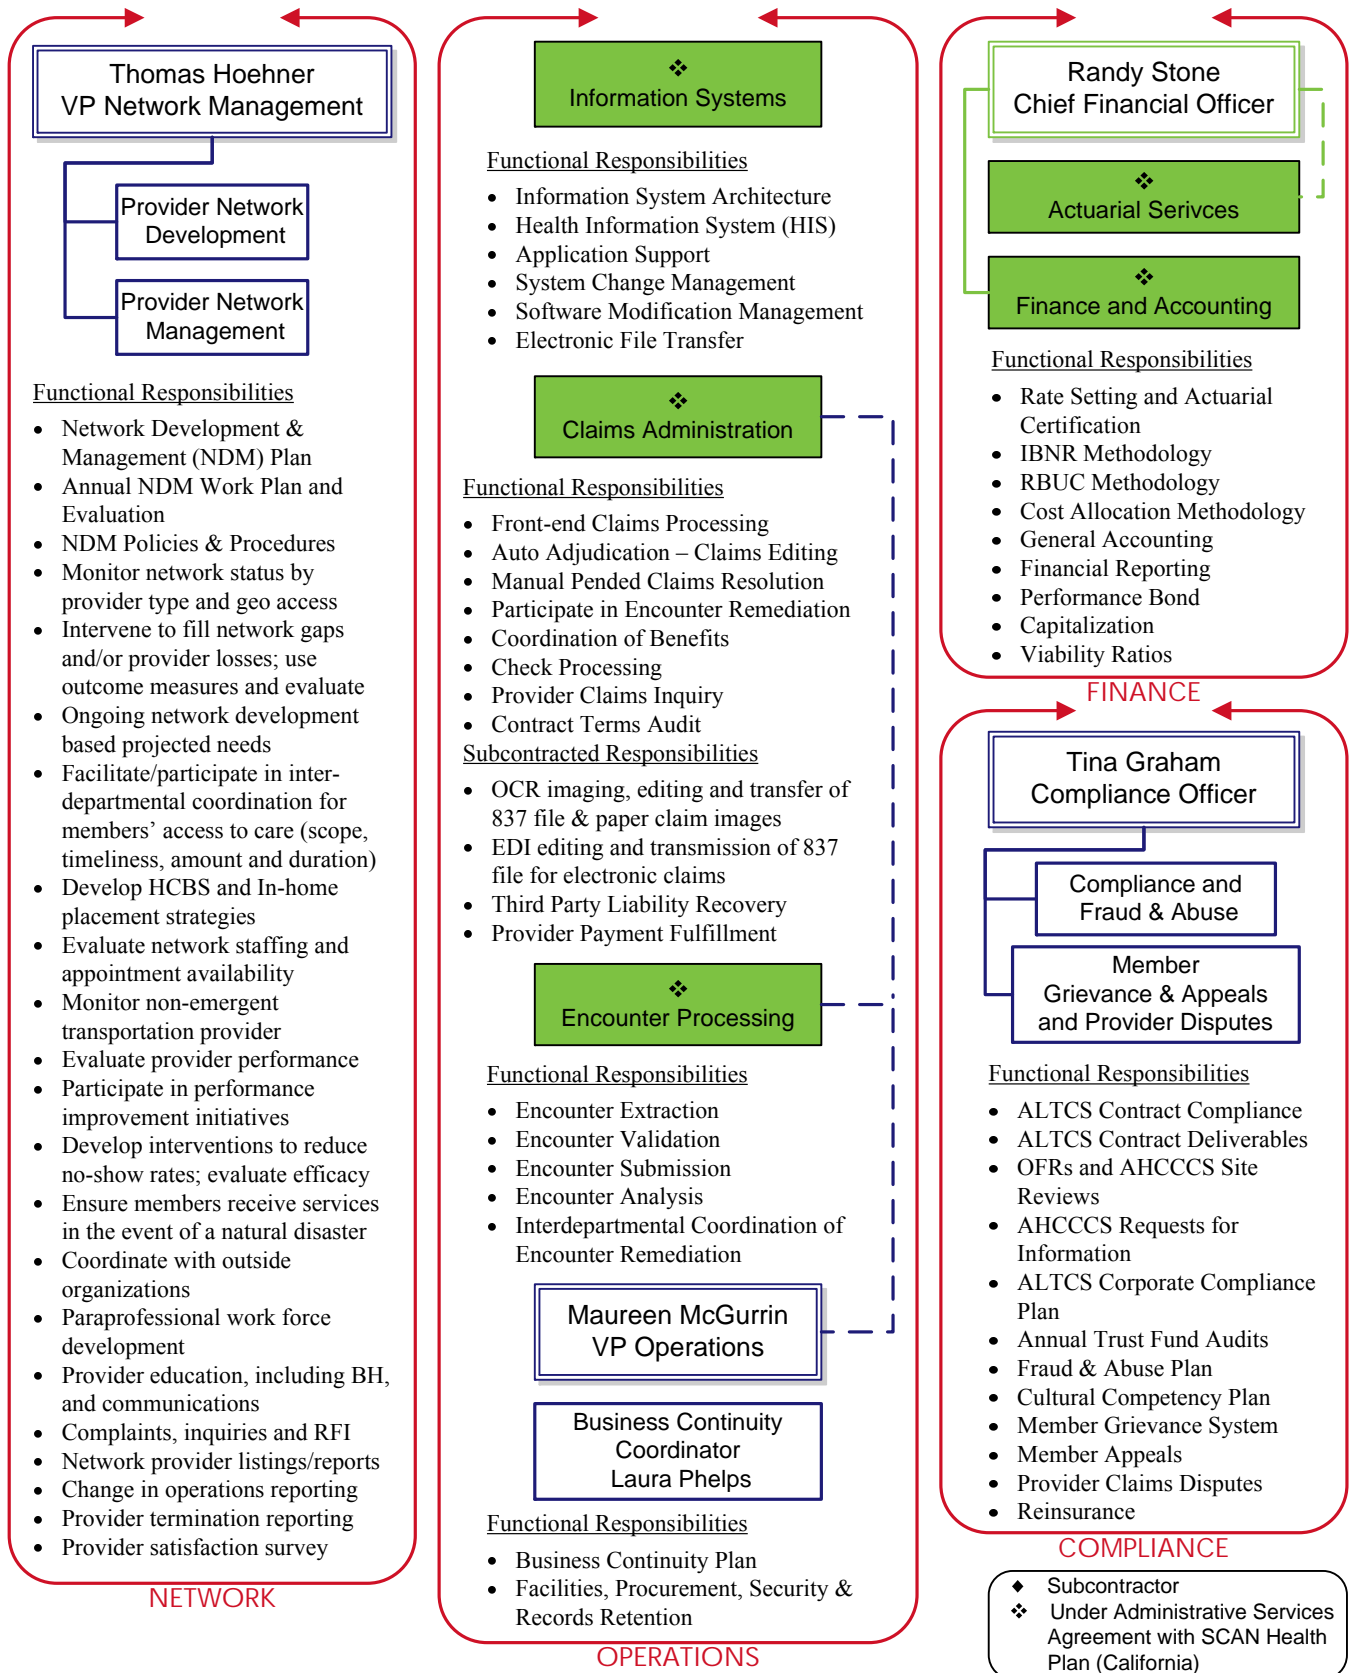 Thomas Hoehner
VP Network Management
Provider Network
Development
Provider Network
Management
Functional Responsibilities
• Network Development &
Management (NDM) Plan
• Annual NDM Work Plan and
Evaluation
• NDM Policies & Procedures
• Monitor network status by
provider type and geo access
• Intervene to fill network gaps
and/or provider losses; use
outcome measures and evaluate
• Ongoing network development
based projected needs
• Facilitate/participate in inter-
departmental coordination for
members’ access to care (scope,
timeliness, amount and duration)
• Develop HCBS and In-home
placement strategies
• Evaluate network staffing and
appointment availability
• Monitor non-emergent
transportation provider
• Evaluate provider performance
• Participate in performance
improvement initiatives
• Develop interventions to reduce
no-show rates; evaluate efficacy
• Ensure members receive services
in the event of a natural disaster
• Coordinate with outside
organizations
• Paraprofessional work force
development
• Provider education, including BH,
and communications
• Complaints, inquiries and RFI
• Network provider listings/reports
• Change in operations reporting
• Provider termination reporting
• Provider satisfaction survey
NETWORK
❖
Information Systems
Functional Responsibilities
• Information System Architecture
• Health Information System (HIS)
• Application Support
• System Change Management
• Software Modification Management
• Electronic File Transfer
❖
Claims Administration
Functional Responsibilities
• Front-end Claims Processing
• Auto Adjudication – Claims Editing
• Manual Pended Claims Resolution
• Participate in Encounter Remediation
• Coordination of Benefits
• Check Processing
• Provider Claims Inquiry
• Contract Terms Audit
Subcontracted Responsibilities
• OCR imaging, editing and transfer of
837 file & paper claim images
• EDI editing and transmission of 837
file for electronic claims
• Third Party Liability Recovery
• Provider Payment Fulfillment
❖
Encounter Processing
Functional Responsibilities
• Encounter Extraction
• Encounter Validation
• Encounter Submission
• Encounter Analysis
• Interdepartmental Coordination of
Encounter Remediation
Maureen McGurrin
VP Operations
Business Continuity
Coordinator
Laura Phelps
Functional Responsibilities
• Business Continuity Plan
• Facilities, Procurement, Security &
Records Retention
OPERATIONS
Randy Stone
Chief Financial Officer
❖
Actuarial Serivces
❖
Finance and Accounting
Functional Responsibilities
• Rate Setting and Actuarial
Certification
• IBNR Methodology
• RBUC Methodology
• Cost Allocation Methodology
• General Accounting
• Financial Reporting
• Performance Bond
• Capitalization
• Viability Ratios
FINANCE
Tina Graham
Compliance Officer
Compliance and
Fraud & Abuse
Member
Grievance & Appeals
and Provider Disputes
Functional Responsibilities
• ALTCS Contract Compliance
• ALTCS Contract Deliverables
• OFRs and AHCCCS Site
Reviews
• AHCCCS Requests for
Information
• ALTCS Corporate Compliance
Plan
• Annual Trust Fund Audits
• Fraud & Abuse Plan
• Cultural Competency Plan
• Member Grievance System
• Member Appeals
• Provider Claims Disputes
• Reinsurance
COMPLIANCE
◆ Subcontractor
❖ Under Administrative Services
Agreement with SCAN Health
Plan (California)